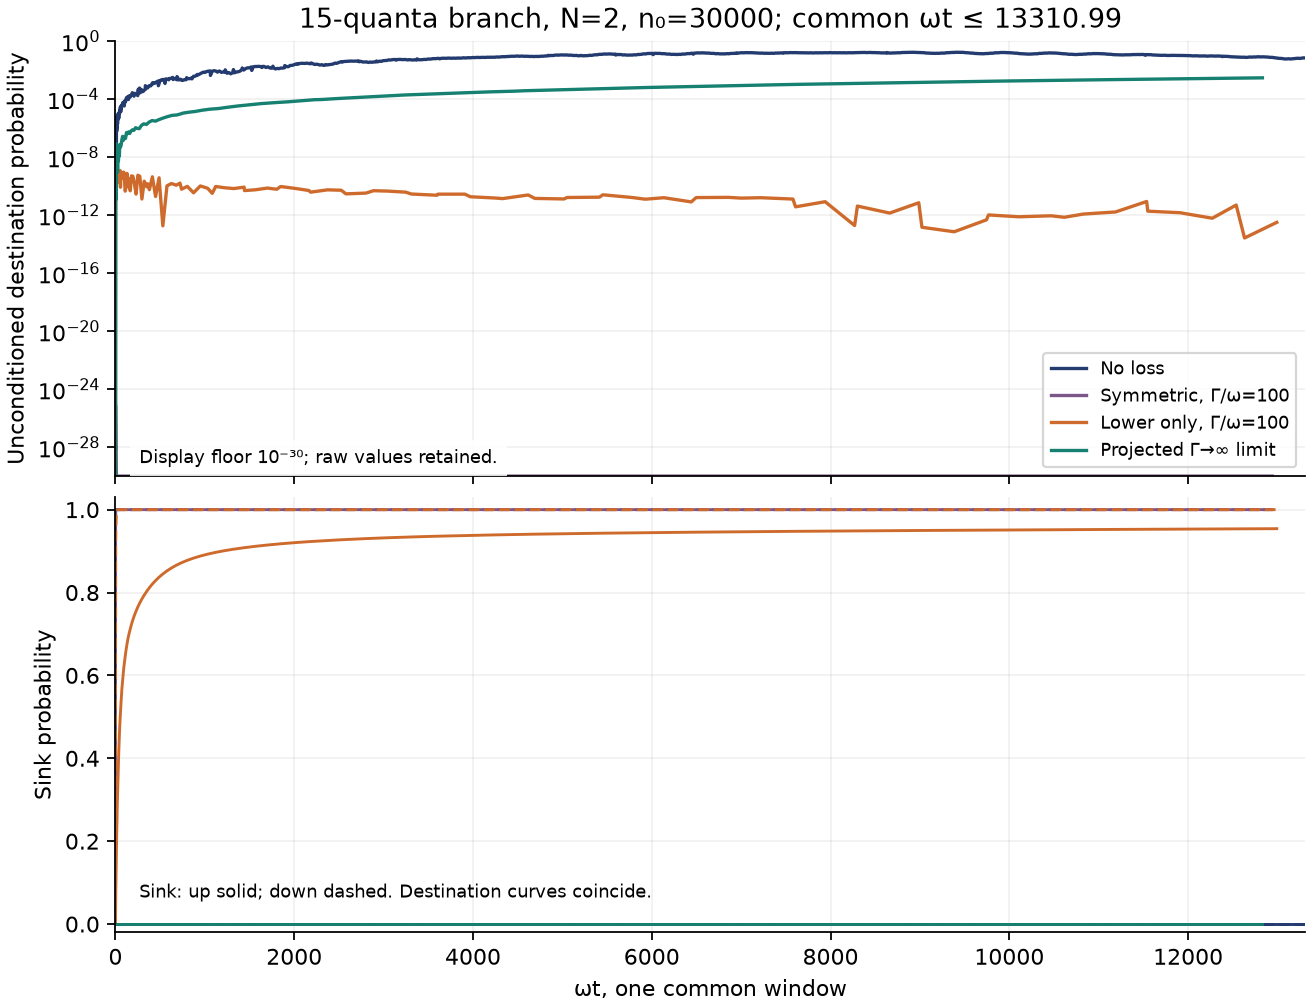 15-quanta branch, N=2, n₀=30000; common ωt ≤ 13310.99
Unconditioned destination probability
10⁰
10⁻⁴
10⁻⁸
10⁻¹²
10⁻¹⁶
10⁻²⁰
10⁻²⁴
10⁻²⁸
No loss
Symmetric, Γ/ω=100
Lower only, Γ/ω=100
Projected Γ→∞ limit
Display floor 10⁻³⁰; raw values retained.
Sink probability
1.0
0.8
0.6
0.4
0.2
0.0
Sink: up solid; down dashed. Destination curves coincide.
0 2000 4000 6000 8000 10000 12000
ωt, one common window